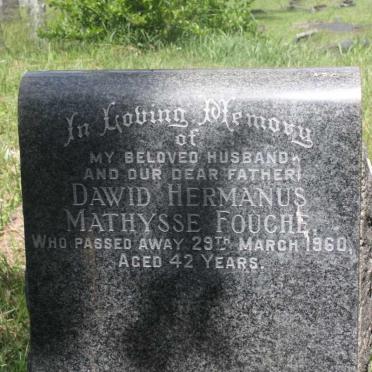 In Loving Memory
of
MY BELOVED HUSBAND
AND OUR DEAR FATHER
DAWID HERMANUS
MATHYSSE FOUCHÉ,
WHO PASSED AWAY 29TH MARCH 1960,
AGED 42 YEARS.